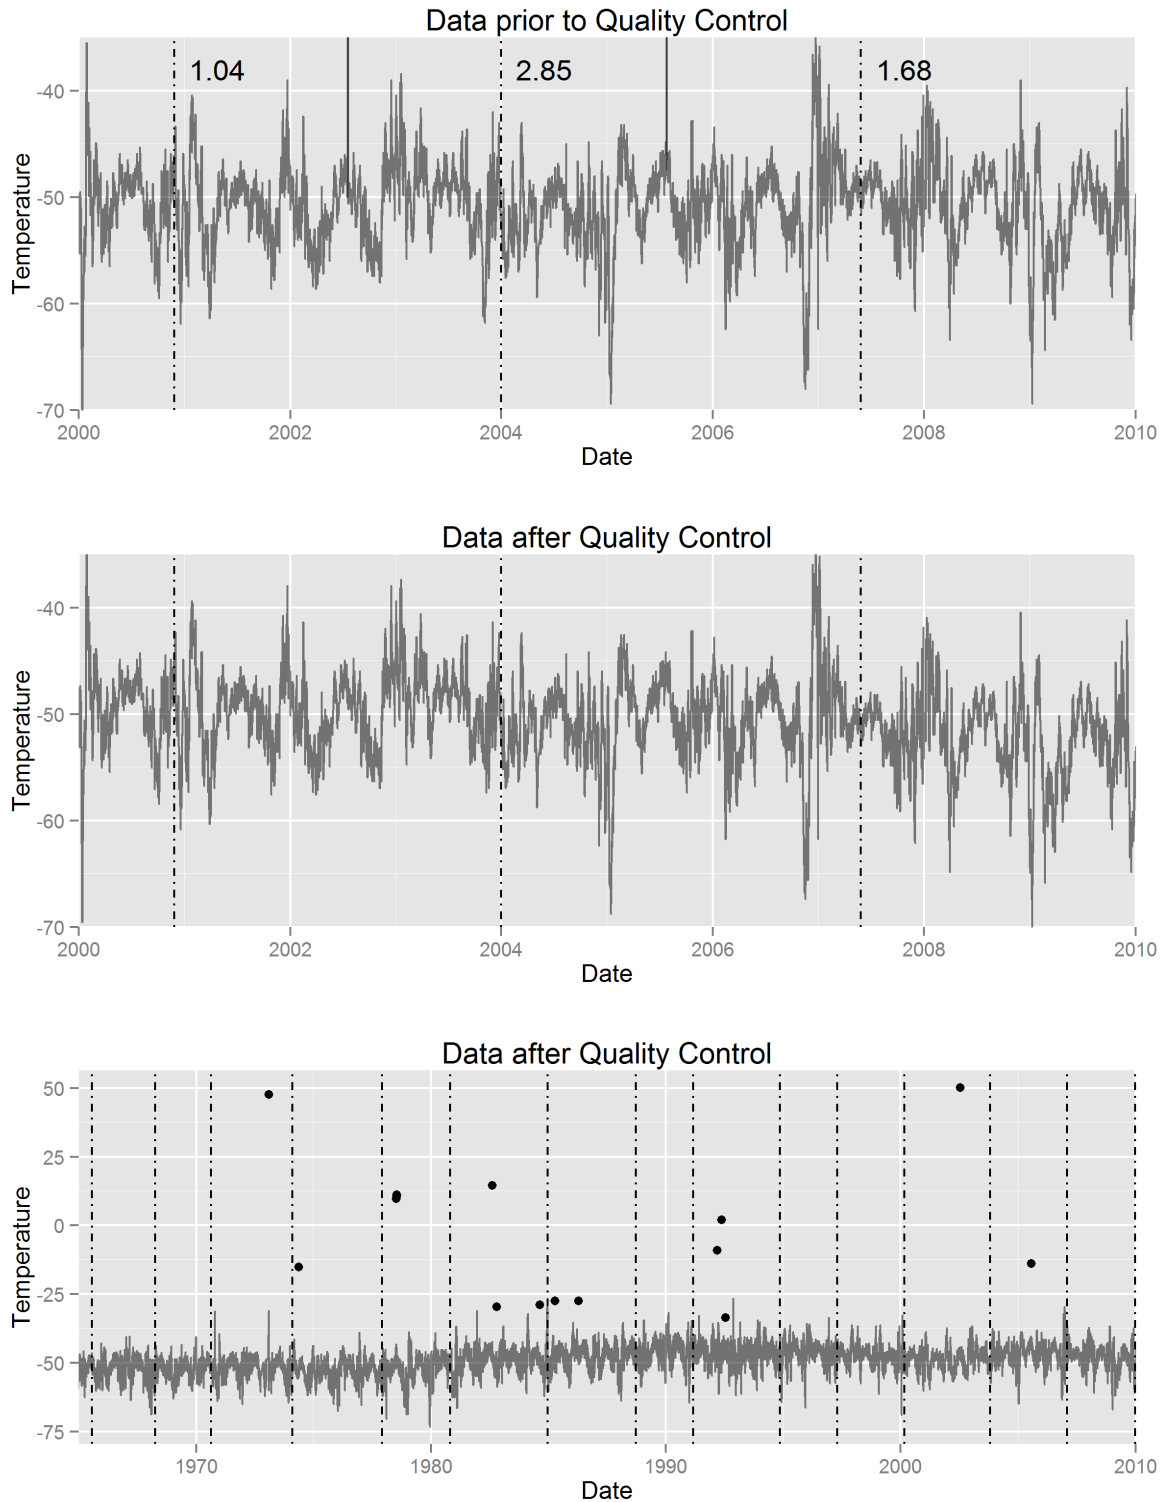 Data prior to Quality Control
1.04 2.85 1.68
-40
-50
-60
-70
Temperature
2000 2002 2004 2006 2008 2010
Date
Data after Quality Control
-40
-50
-60
-70
Temperature
2000 2002 2004 2006 2008 2010
Date
Data after Quality Control
50
25
0
-25
-50
-75
Temperature
1970 1980 1990 2000 2010
Date